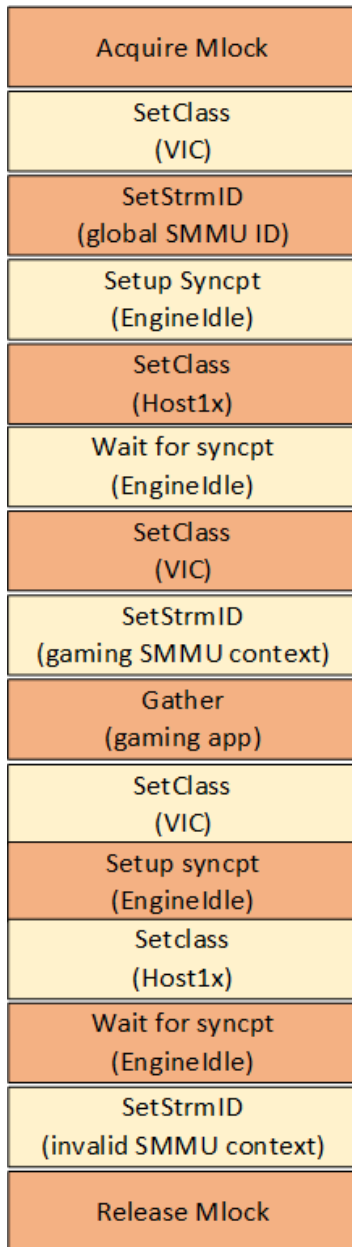 Acquire Mlock
SetClass
(VIC)
SetStrmID
(global SMMU ID)
Setup Syncpt
(EngineIdle)
SetClass
(Host1x)
Wait for syncpt
(EngineIdle)
SetClass
(VIC)
SetStrmID
(gaming SMMU context)
Gather
(gaming app)
SetClass
(VIC)
Setup syncpt
(EngineIdle)
Setclass
(Host1x)
Wait for syncpt
(EngineIdle)
SetStrmID
(invalid SMMU context)
Release Mlock